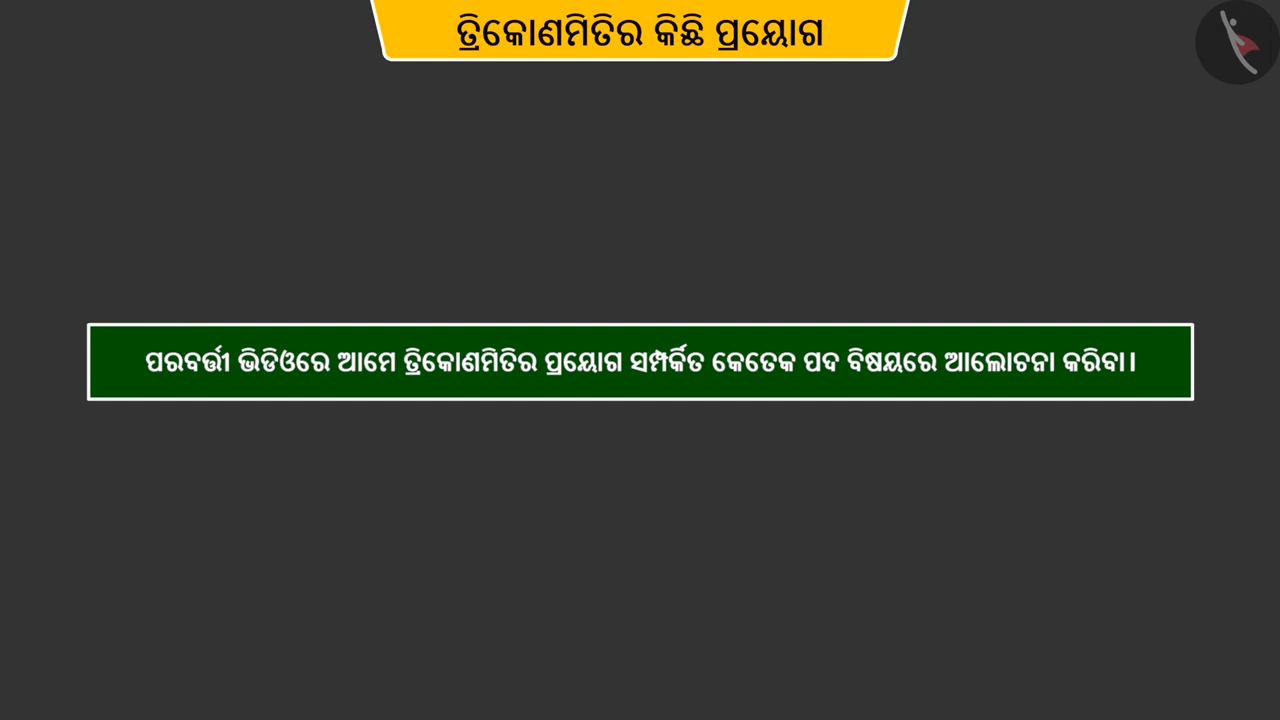 ତ୍ରିକୋଣମିତିର କିଛି ପ୍ରୟୋଗ
ପରବର୍ତ୍ତୀ ଭିଡିଓରେ ଆମେ ତ୍ରିକୋଣମିତିର ପ୍ରୟୋଗ ସମ୍ପର୍କିତ କେତେକ ପଦ ବିଷୟରେ ଆଲୋଚନା କରିବା।